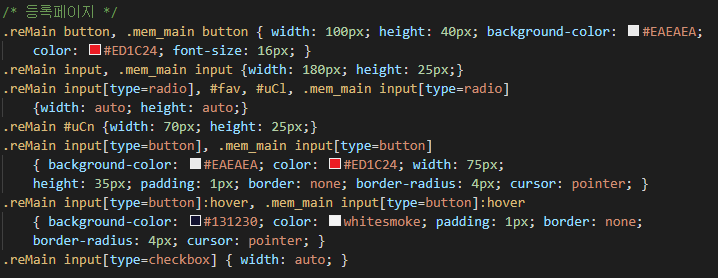 /* 등록페이지 */
.reMain button, .mem_main button { width: 100px; height: 40px; background-color: #EAEAEA;
color: #ED1C24; font-size: 16px; }
.reMain input, .mem_main input {width: 180px; height: 25px;}
.reMain input[type=radio], #fav, #uCl, .mem_main input[type=radio]
{width: auto; height: auto;}
.reMain #uCn {width: 70px; height: 25px;}
.reMain input[type=button], .mem_main input[type=button]
{ background-color: #EAEAEA; color: #ED1C24; width: 75px;
height: 35px; padding: 1px; border: none; border-radius: 4px; cursor: pointer; }
.reMain input[type=button]:hover, .mem_main input[type=button]:hover
{ background-color: #131230; color: whitesmoke; padding: 1px; border: none;
border-radius: 4px; cursor: pointer; }
.reMain input[type=checkbox] { width: auto; }